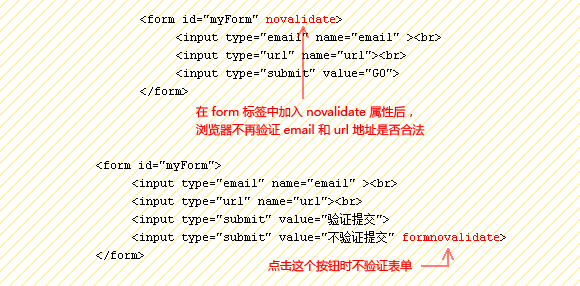 <form id="myForm" novalidate>
<input type="email" name="email" ><br>
<input type="url" name="url"><br>
<input type="submit" value="GO">
</form>
在 form 标签中加入 novalidate 属性后，
浏览器不再验证 email 和 url 地址是否合法
<form id="myForm">
<input type="email" name="email" ><br>
<input type="url" name="url"><br>
<input type="submit" value="验证提交">
<input type="submit" value="不验证提交" formnovalidate>
</form>
点击这个按钮时不验证表单